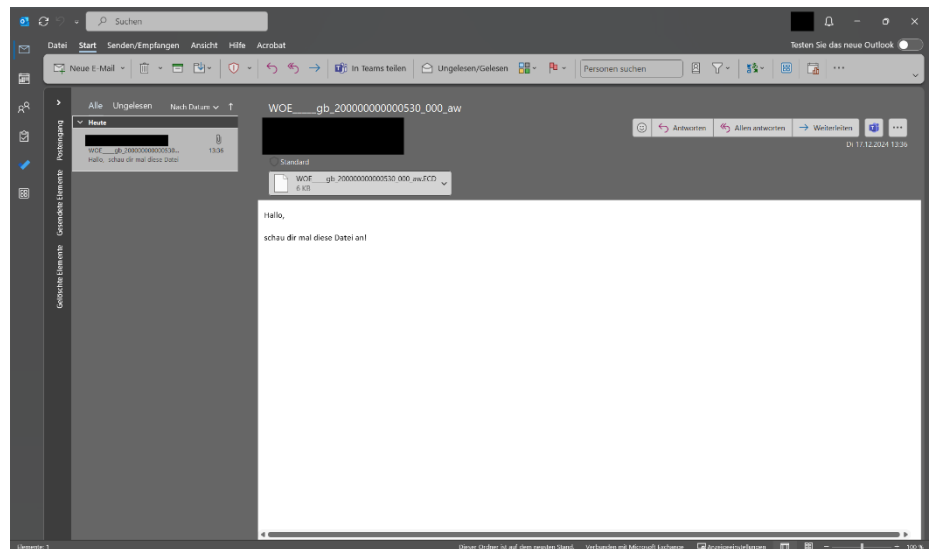 Suchen
Datei Start Senden/Empfangen Ansicht Hilfe Acrobat
Testen Sie das neue Outlook
Neue E-Mail
In Teams teilen
Ungelesen/Gelesen
Personen suchen
Alle Ungelesen Nach Datum
Heute
WOE____gb_200000000000530... 13:36
Hallo, schau dir mal diese Datei
Posteingang
Gesendete Elemente
Gelöschte Elemente
WOE____gb_200000000000530_000_aw
Antworten Allen antworten Weiterleiten
Di 17.12.2024 13:36
Standard
WOE____gb_200000000000530_000_aw.FCD
6 KB
Hallo,
schau dir mal diese Datei an!
Elemente: 1
Dieser Ordner ist auf dem neuesten Stand. Verbunden mit Microsoft Exchange Anzeigeeinstellungen 100 %